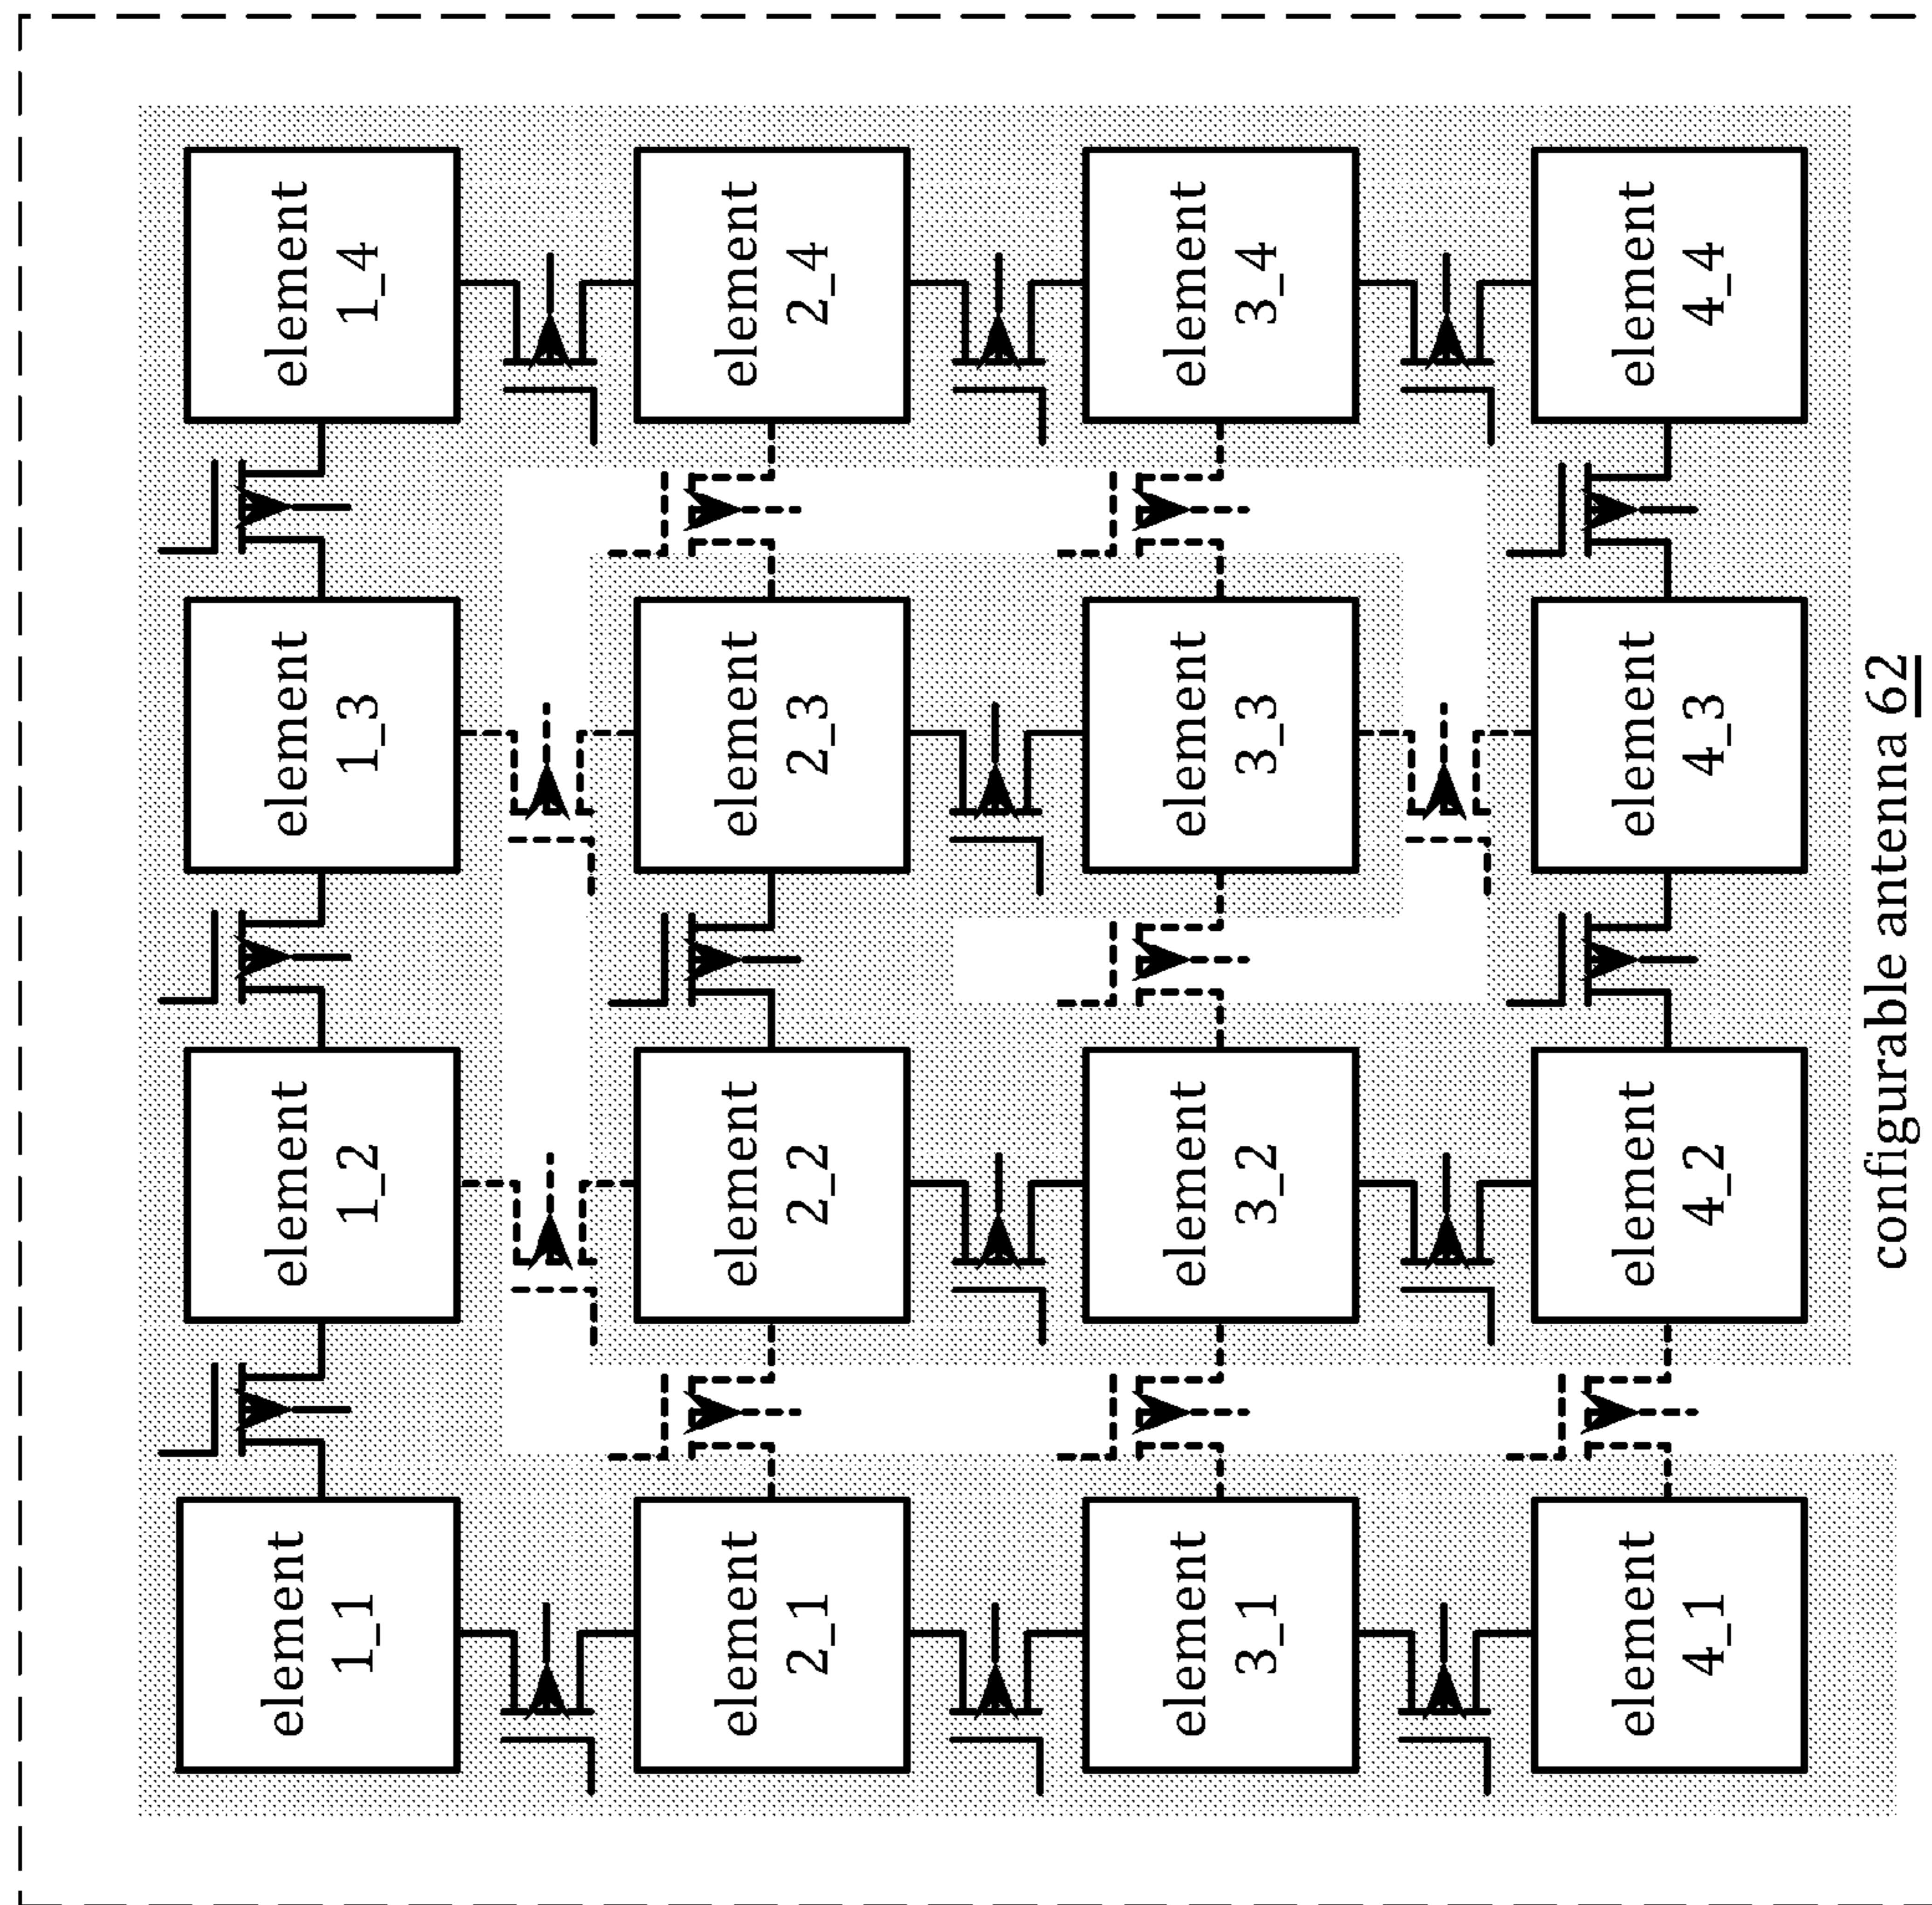 element
1_1
element
1_2
element
1_3
element
1_4
element
2_1
element
2_2
element
2_3
element
2_4
element
3_1
element
3_2
element
3_3
element
3_4
element
4_1
element
4_2
element
4_3
element
4_4
configurable antenna 62